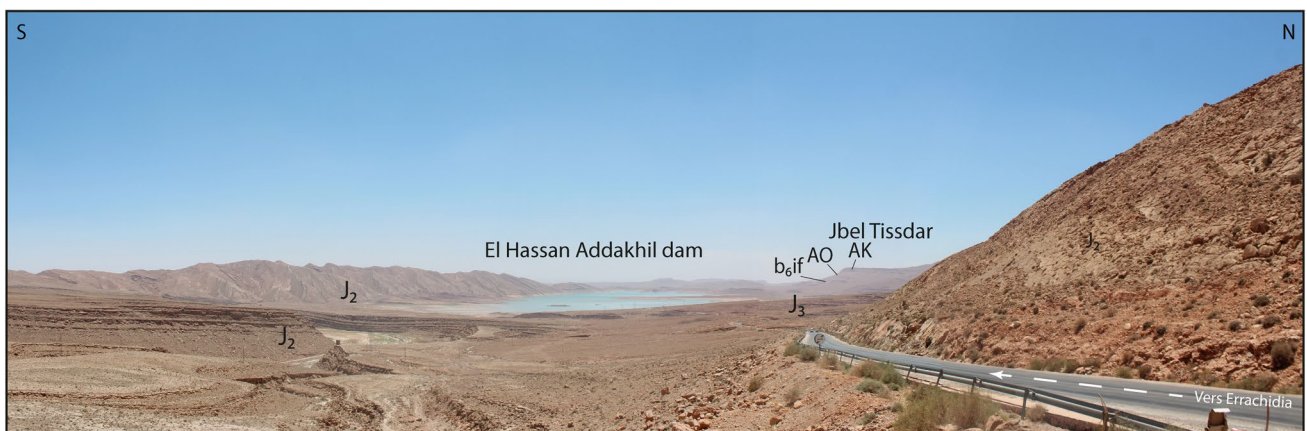 S
N
El Hassan Addakhil dam
Jbel Tissdar
AK
AO
b₆if
J₂
J₂
J₂
J₃
Vers Errachidia